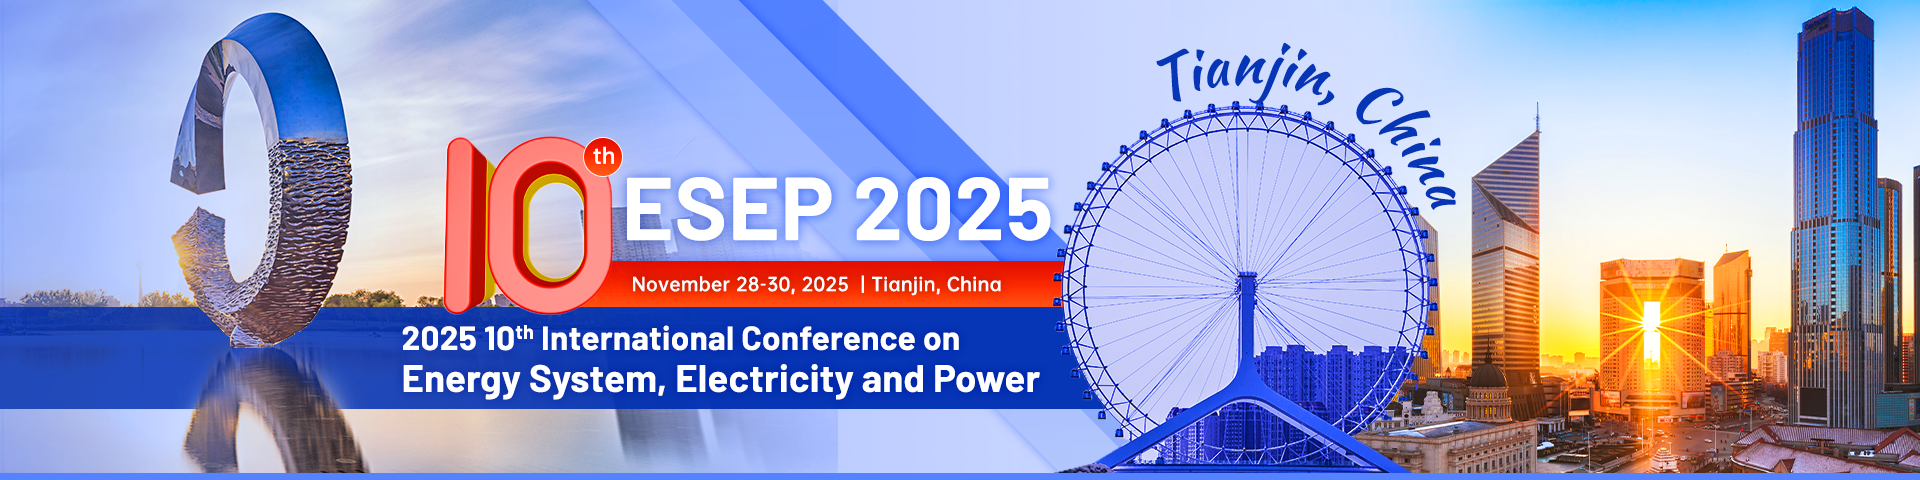 Tianjin, China
10th
ESEP 2025
November 28-30, 2025 | Tianjin, China
2025 10th International Conference on
Energy System, Electricity and Power